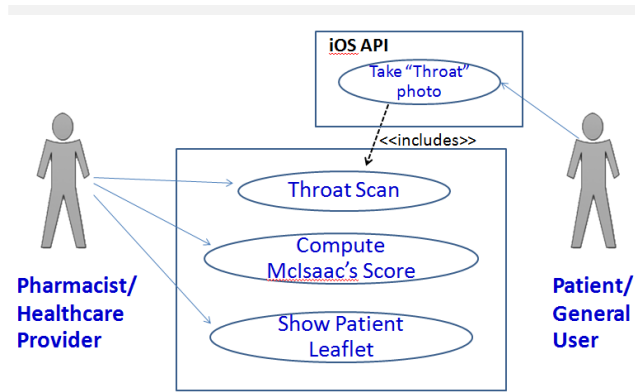 iOS API
Take “Throat”
photo
<<includes>>
Throat Scan
Compute
McIsaac’s Score
Show Patient
Leaflet
Pharmacist/
Healthcare
Provider
Patient/
General
User